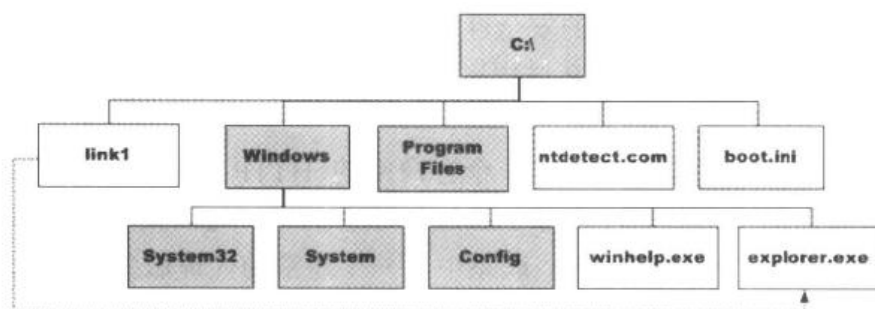 C:\
link1
Windows
Program
Files
ntdetect.com
boot.ini
System32
System
Config
winhelp.exe
explorer.exe